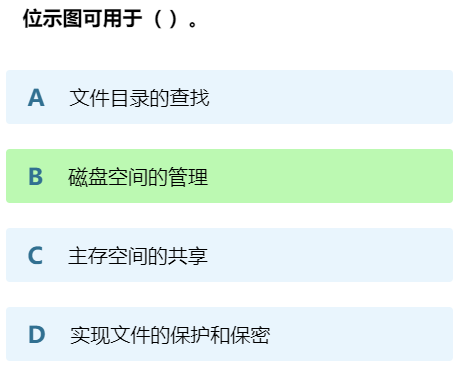 位示图可用于（ ）。
A 文件目录的查找
B 磁盘空间的管理
C 主存空间的共享
D 实现文件的保护和保密